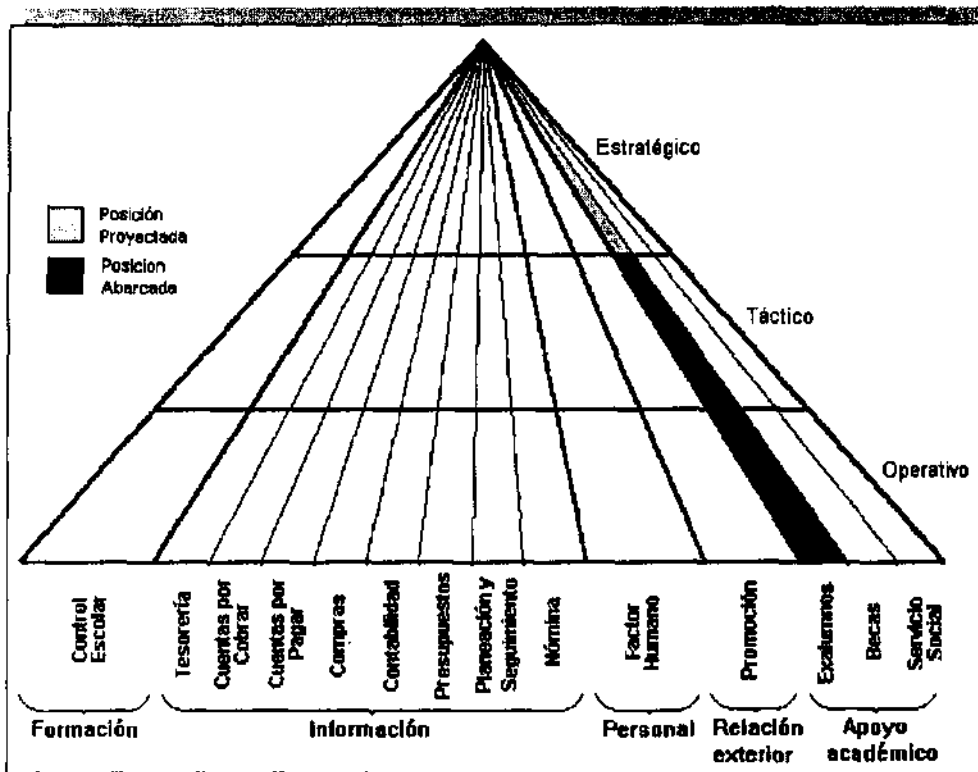 Estratégico
Posición
Proyectada
Posicion
Abarcada
Táctico
Operativo
Control
Escolar
Tesorería
Cuentas por
Cobrar
Cuentas por
Pagar
Compras
Contabilidad
Presupuestos
Planeación y
Seguimiento
Nómina
Factor
Humano
Promoción
Exalumnos
Becas
Servicio
Social
Formación
Información
Personal
Relación
exterior
Apoyo
académico